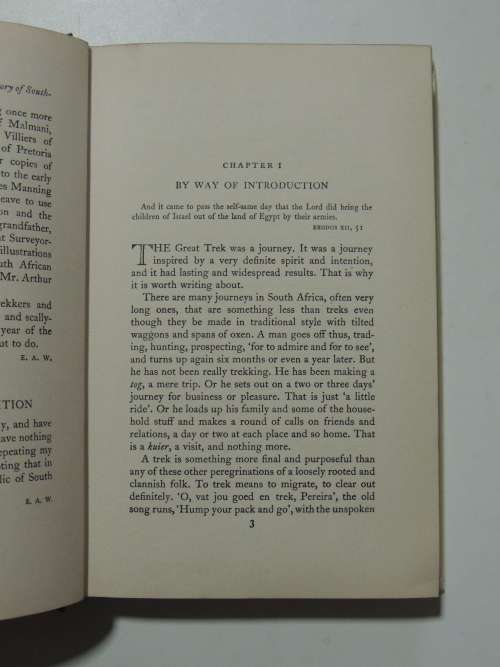 ory of South-
g once more
f Malmani,
Villiers of
of Pretoria
r copies of
to the early
es Manning
eave to use
on and the
grandfather,
nt Surveyor-
illustrations
uth African
Mr. Arthur
rekkers and
and scally-
year of the
ut to do.
E. A. W.
ITION
y, and have
ave nothing
epeating my
oting that in
lic of South
E. A. W.
CHAPTER I
BY WAY OF INTRODUCTION
And it came to pass the self-same day that the Lord did bring the
children of Israel out of the land of Egypt by their armies.
EXODUS XII, 51
THE Great Trek was a journey. It was a journey
inspired by a very definite spirit and intention,
and it had lasting and widespread results. That is why
it is worth writing about.
There are many journeys in South Africa, often very
long ones, that are something less than treks even
though they be made in traditional style with tilted
waggons and spans of oxen. A man goes off thus, trad-
ing, hunting, prospecting, 'for to admire and for to see',
and turns up again six months or even a year later. But
he has not been really trekking. He has been making a
tog, a mere trip. Or he sets out on a two or three days'
journey for business or pleasure. That is just 'a little
ride'. Or he loads up his family and some of the house-
hold stuff and makes a round of calls on friends and
relations, a day or two at each place and so home. That
is a kuier, a visit, and nothing more.
A trek is something more final and purposeful than
any of these other peregrinations of a loosely rooted and
clannish folk. To trek means to migrate, to clear out
definitely. 'O, vat jou goed en trek, Pereira', the old
song runs, 'Hump your pack and go', with the unspoken
3